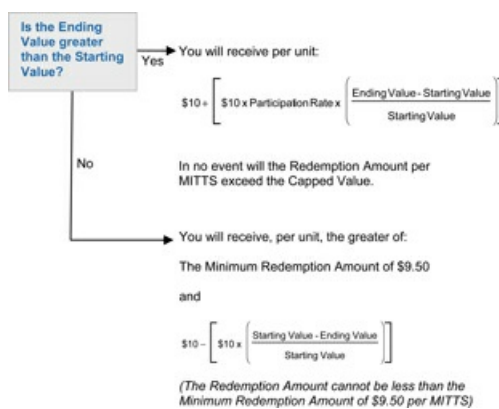 Is the Ending
Value greater
than the Starting
Value?
Yes
You will receive per unit:
$10 + [ $10 x Participation Rate x ( Ending Value - Starting Value
Starting Value ) ]
No
In no event will the Redemption Amount per
MITTS exceed the Capped Value.
You will receive, per unit, the greater of:
The Minimum Redemption Amount of $9.50
and
$10 – [ $10 x ( Starting Value - Ending Value
Starting Value ) ]
(The Redemption Amount cannot be less than the
Minimum Redemption Amount of $9.50 per MITTS)